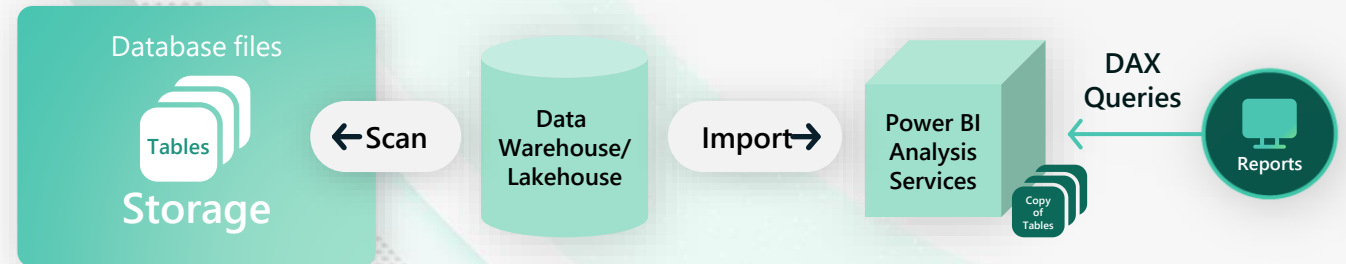 Database files
Tables
Storage
Scan
Data
Warehouse/
Lakehouse
Import
Power BI
Analysis
Services
Copy
of
Tables
DAX
Queries
Reports